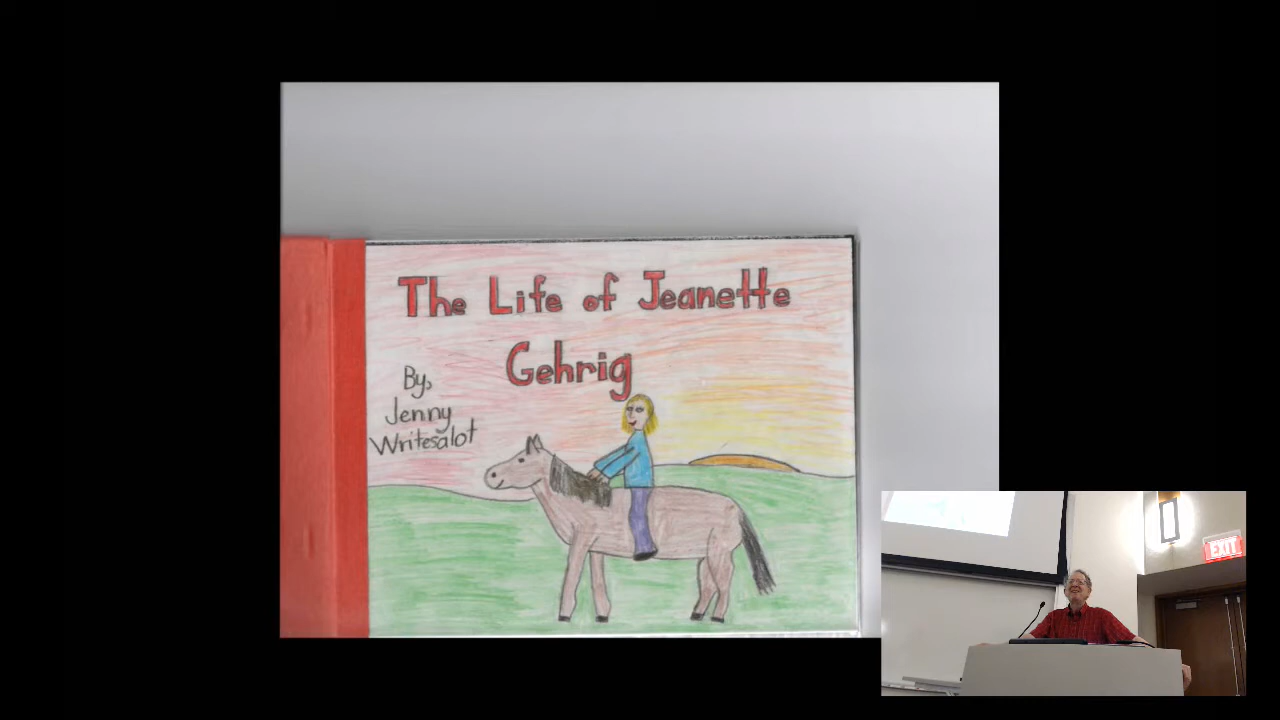 The Life of Jeanette
Gehrig
By,
Jenny
Writesalot
EXIT